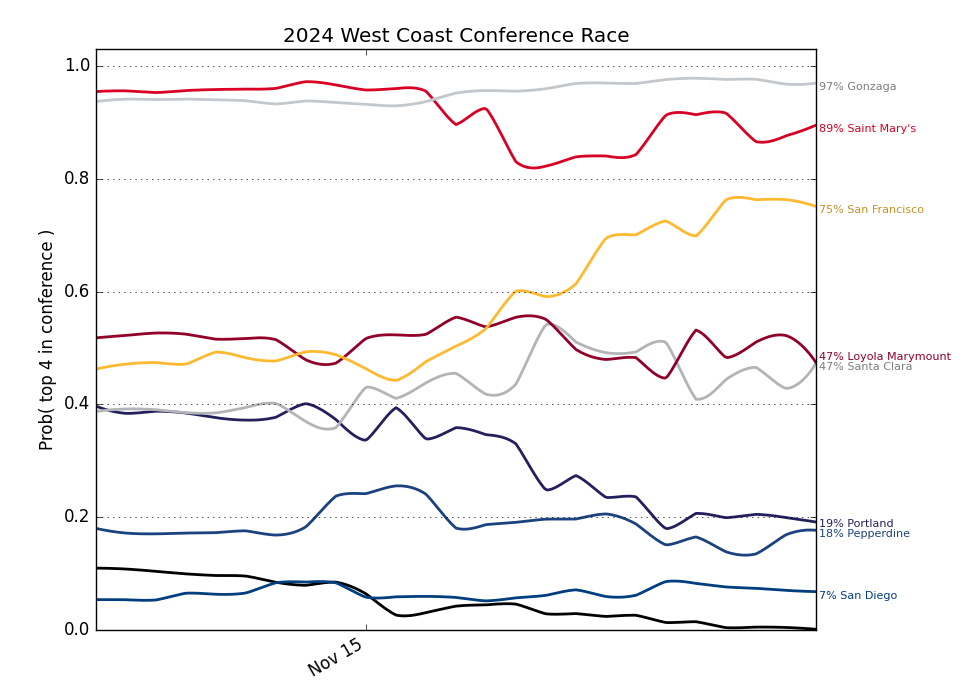 2024 West Coast Conference Race
Prob( top 4 in conference )
1.0
0.8
0.6
0.4
0.2
0.0
Nov 15
97% Gonzaga
89% Saint Mary's
75% San Francisco
47% Loyola Marymount
47% Santa Clara
19% Portland
18% Pepperdine
7% San Diego